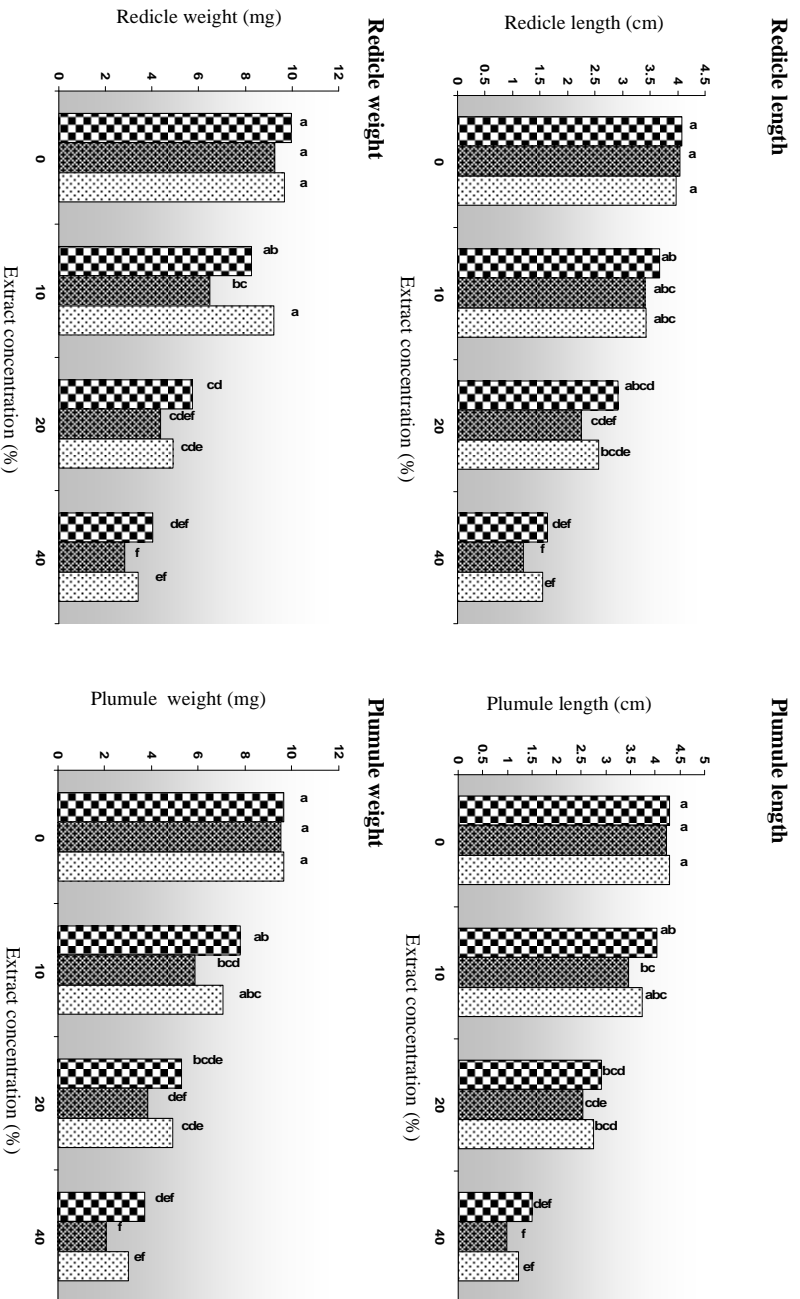 Redicle length
Redicle length (cm)
4.5
4
3.5
3
2.5
2
1.5
1
0.5
0
a
a
a
ab
abc
abc
abcd
cdef
bcde
def
f
ef
0
10
20
40
Extract concentration (%)
Plumule length
Plumule length (cm)
5
4.5
4
3.5
3
2.5
2
1.5
1
0.5
0
a
a
a
ab
bc
abc
bcd
cde
bcd
def
f
ef
0
10
20
40
Extract concentration (%)
Redicle weight
Redicle weight (mg)
12
10
8
6
4
2
0
a
a
a
ab
bc
a
cd
cdef
cde
def
f
ef
0
10
20
40
Extract concentration (%)
Plumule weight
Plumule weight (mg)
12
10
8
6
4
2
0
a
a
a
ab
bcd
abc
bcde
def
cde
def
f
ef
0
10
20
40
Extract concentration (%)